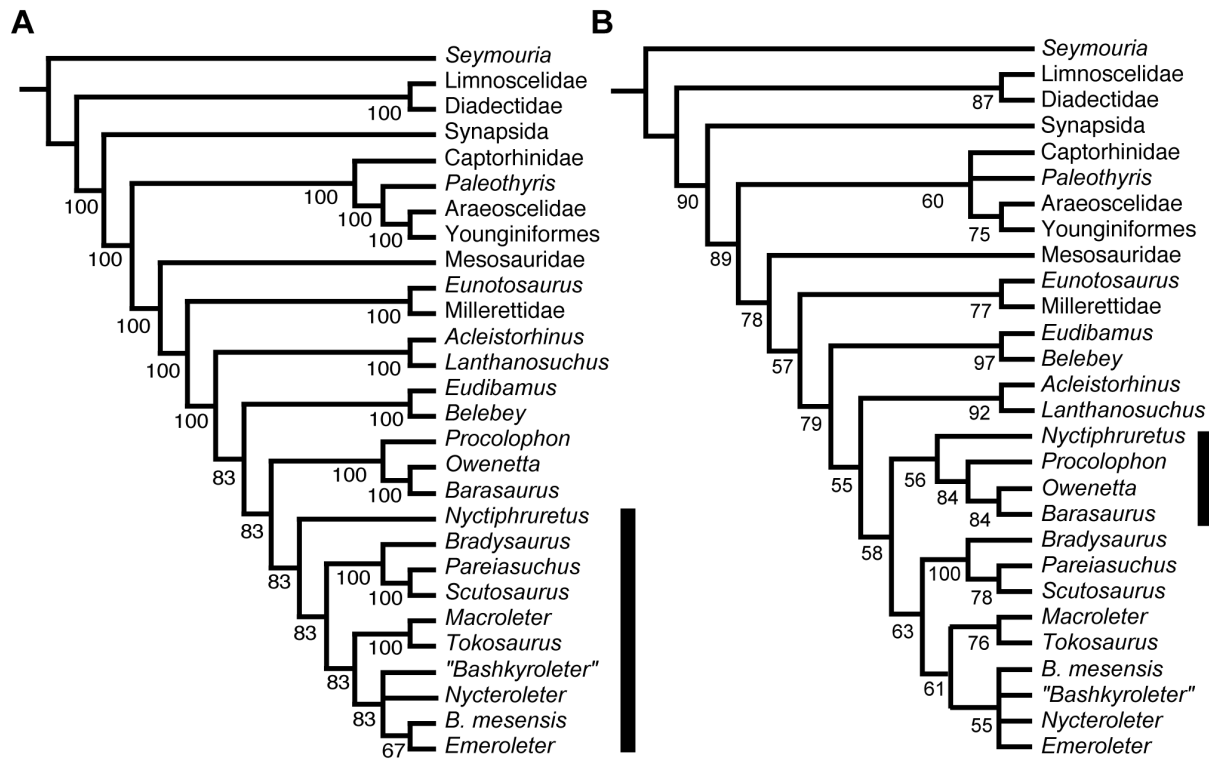 A
Seymouria
Limnoscelidae
100
Diadectidae
Synapsida
Captorhinidae
100
Paleothyris
100
100
Araeoscelidae
100
Younginiformes
100
Mesosauridae
Eunotosaurus
100
100
Millerettidae
Acleistorhinus
100
100
Lanthanosuchus
Eudibamus
100
100
Belebey
Procolophon
83
100
Owenetta
100
Barasaurus
83
Nyctiphruretus
Bradysaurus
83
100
Pareiasuchus
100
Scutosaurus
83
Macroleter
100
Tokosaurus
83
"Bashkyroleter"
Nycteroleter
83
B. mesensis
67
Emeroleter
B
Seymouria
Limnoscelidae
87
Diadectidae
Synapsida
Captorhinidae
Paleothyris
90
60
Araeoscelidae
75
Younginiformes
89
Mesosauridae
Eunotosaurus
78
77
Millerettidae
Eudibamus
57
97
Belebey
Acleistorhinus
79
92
Lanthanosuchus
Nyctiphruretus
55
56
Procolophon
84
Owenetta
84
Barasaurus
58
Bradysaurus
100
Pareiasuchus
78
Scutosaurus
63
Macroleter
76
Tokosaurus
61
B. mesensis
"Bashkyroleter"
55
Nycteroleter
Emeroleter